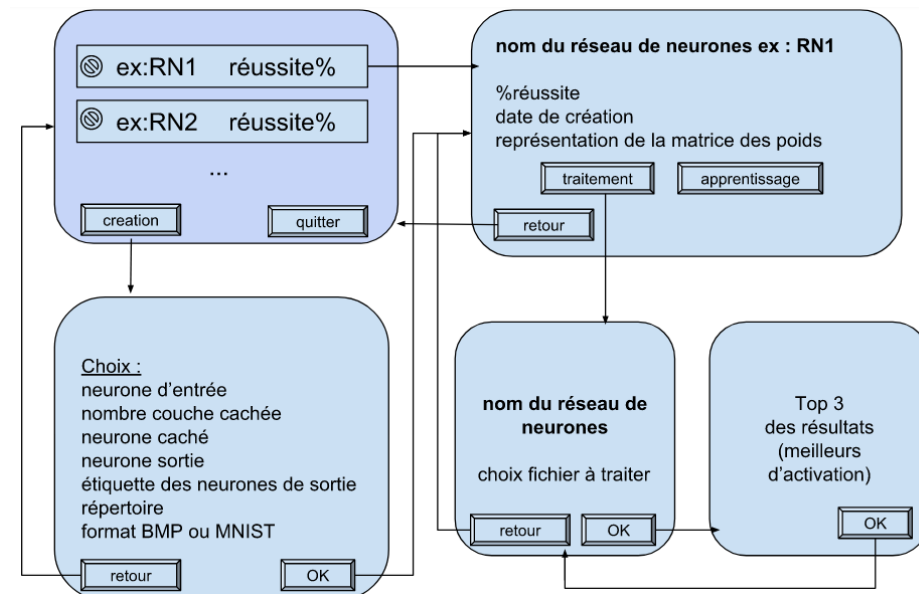 ex:RN1 réussite%
ex:RN2 réussite%
...
creation
quitter
nom du réseau de neurones ex : RN1
%réussite
date de création
représentation de la matrice des poids
traitement
apprentissage
retour
Choix :
neurone d'entrée
nombre couche cachée
neurone caché
neurone sortie
étiquette des neurones de sortie
répertoire
format BMP ou MNIST
retour
OK
nom du réseau de
neurones
choix fichier à traiter
retour
OK
Top 3
des résultats
(meilleurs
d'activation)
OK